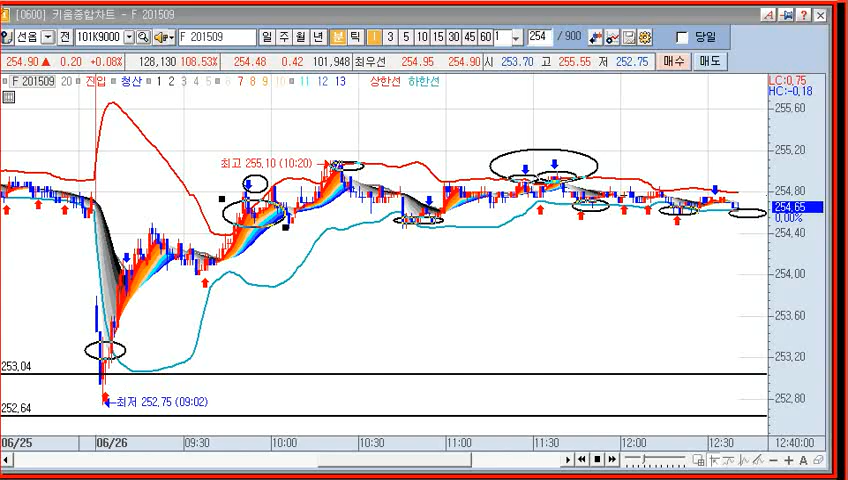 [0600] 키움종합차트 - F 201509
선옵 전 101K9000 F 201509 일 주 월 년 분 틱 1 3 5 10 15 30 45 60 1 254 /900 당일
254.90 ▲ 0.20 +0.08% 128,130 108.53% 254.48 0.42 101,948 최우선 254.95 254.90 시 253.70 고 255.55 저 252.75 매수 매도
F 201509 20 진입 청산 1 2 3 4 5 7 8 9 10 11 12 13 상한선 하한선
LC:0,75
HC:-0,18
255.60
최고 255,10 (10:20)
255.20
254.80
254.65
0,00%
254.40
254.00
253.60
253.20
253,04
252.80
최저 252,75 (09:02)
252,64
06/25 06/26 09:30 10:00 10:30 11:00 11:30 12:00 12:30 12:40:00